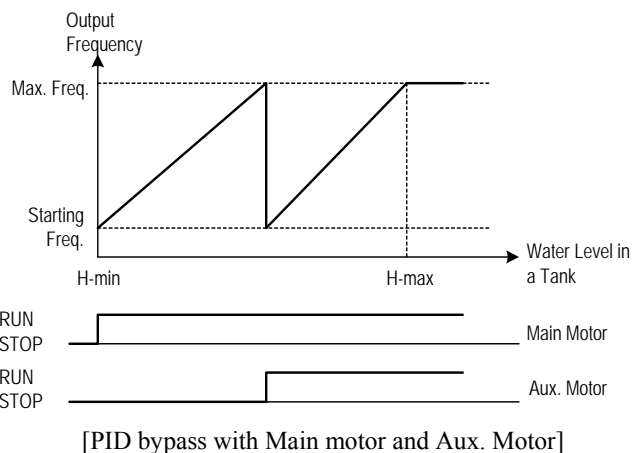 Output
Frequency
Max. Freq.
Starting
Freq.
Water Level in
a Tank
H-min
H-max
RUN
STOP
Main Motor
RUN
STOP
Aux. Motor
[PID bypass with Main motor and Aux. Motor]